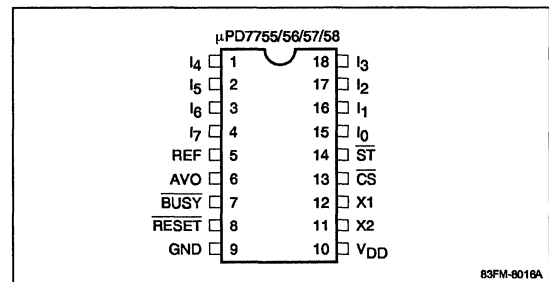 µPD7755/56/57/58
I4 1 18 I3
I5 2 17 I2
I6 3 16 I1
I7 4 15 I0
REF 5 14 ST
AVO 6 13 CS
BUSY 7 12 X1
RESET 8 11 X2
GND 9 10 VDD
83FM-8016A